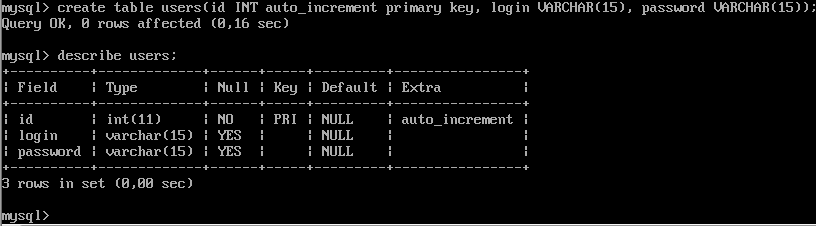 mysql> create table users(id INT auto_increment primary key, login VARCHAR(15), password VARCHAR(15));
Query OK, 0 rows affected (0,16 sec)
mysql> describe users;
+----------+-------------+------+-----+---------+----------------+
| Field    | Type        | Null | Key | Default | Extra          |
+----------+-------------+------+-----+---------+----------------+
| id       | int(11)     | NO   | PRI | NULL    | auto_increment |
| login    | varchar(15) | YES  |     | NULL    |                |
| password | varchar(15) | YES  |     | NULL    |                |
+----------+-------------+------+-----+---------+----------------+
3 rows in set (0,00 sec)
mysql>